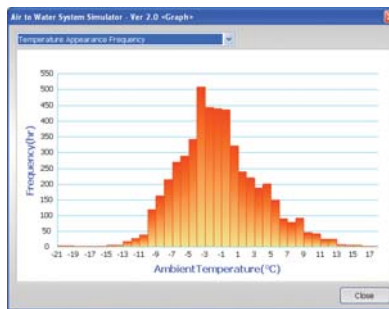 Air to Water System Simulator - Ver 2.0 <Graph>
Temperature Appearance Frequency
550
500
450
400
350
300
250
200
150
100
50
0
Frequency(hr)
-21 -19 -17 -15 -13 -11 -9 -7 -5 -3 -1 1 3 5 7 9 11 13 15 17
AmbientTemperature(°C)
Close